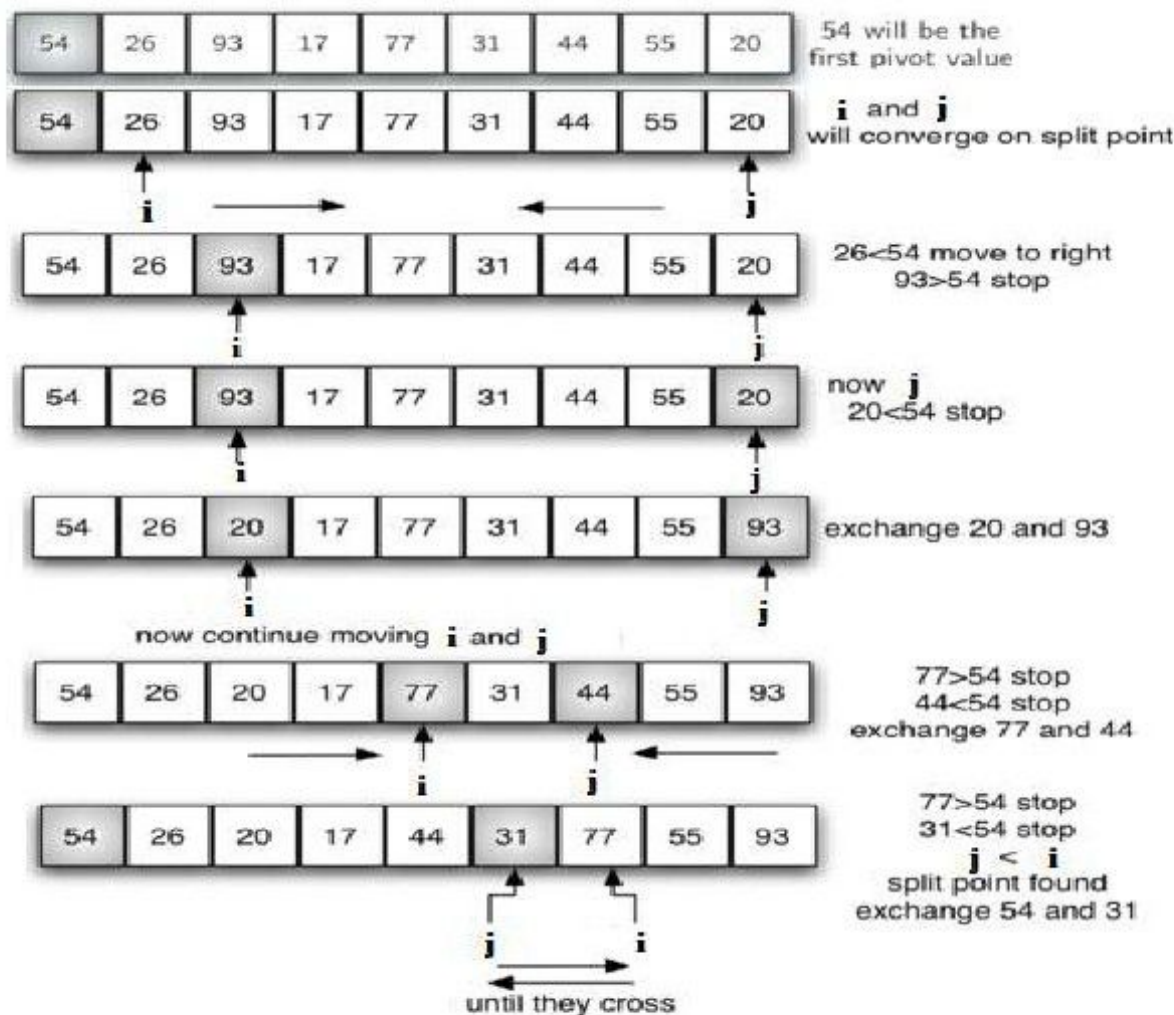 54 26 93 17 77 31 44 55 20
54 will be the
first pivot value
54 26 93 17 77 31 44 55 20
i and j
will converge on split point
i j
54 26 93 17 77 31 44 55 20
26<54 move to right
93>54 stop
i j
54 26 93 17 77 31 44 55 20
now j
20<54 stop
i j
54 26 20 17 77 31 44 55 93
exchange 20 and 93
i j
now continue moving i and j
54 26 20 17 77 31 44 55 93
77>54 stop
44<54 stop
exchange 77 and 44
i j
54 26 20 17 44 31 77 55 93
77>54 stop
31<54 stop
j < i
split point found
exchange 54 and 31
j i
until they cross